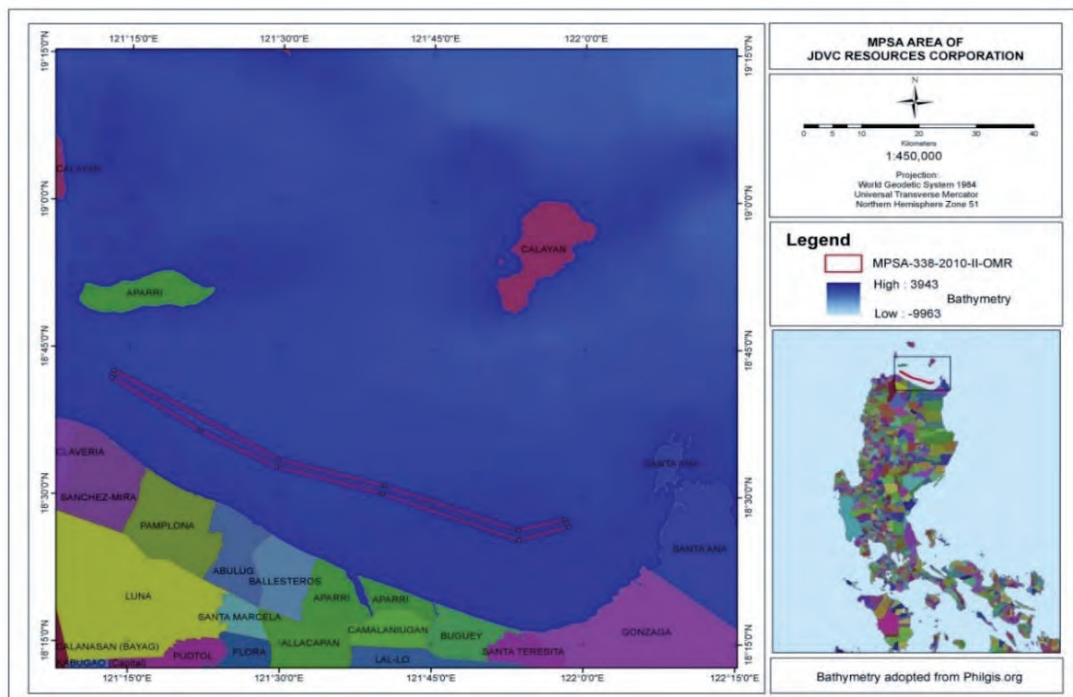 121°15'0"E
121°30'0"E
121°45'0"E
122°0'0"E
19°15'0"N
19°15'0"N
CALAYAN
19°0'0"N
19°0'0"N
CALAYAN
APARRI
18°45'0"N
18°45'0"N
CLAVERIA
SANTA ANA
SANCHEZ-MIRA
18°30'0"N
18°30'0"N
PAMPLONA
SANTA ANA
ABULUG
BALLESTEROS
LUNA
APARRI
APARRI
SANTA MARCELA
CAMALANIUGAN
GONZAGA
ALLACAPAN
BUGUEY
CALANASAN (BAYAG)
SANTA TERESITA
18°15'0"N
18°15'0"N
PUDTOL
FLORA
LAL-LO
KABUGAO (Capital)
121°15'0"E
121°30'0"E
121°45'0"E
122°0'0"E
122°15'0"E
MPSA AREA OF
JDVC RESOURCES CORPORATION
N
0
10
20
30
40
Kilometers
1:450,000
Projection:
World Geodetic System 1984
Universal Transverse Mercator
Northern Hemisphere Zone 51
Legend
MPSA-338-2010-II-OMR
High : 3943
Bathymetry
Low : -9963
Bathymetry adopted from Philgis.org